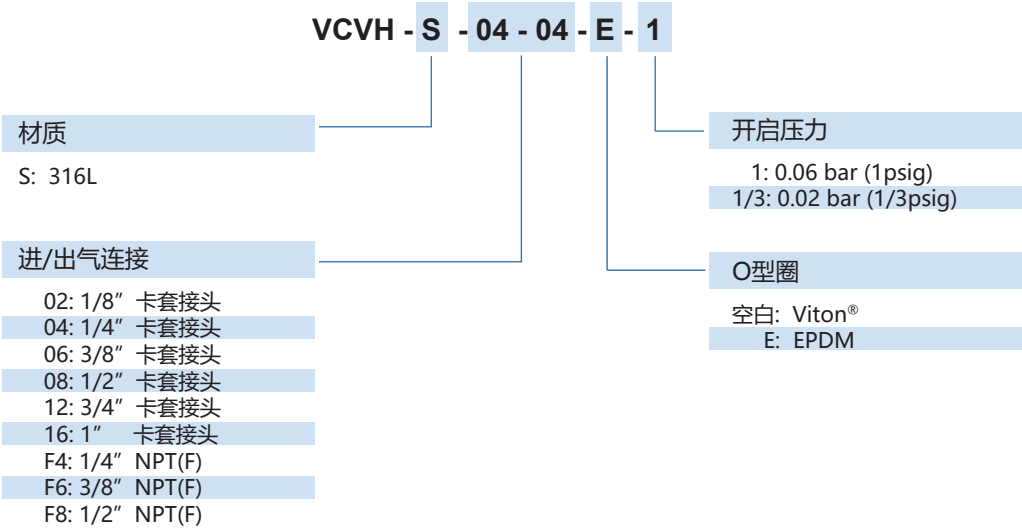 VCVH - S - 04 - 04 - E - 1
材质
S: 316L
进/出气连接
02: 1/8" 卡套接头
04: 1/4" 卡套接头
06: 3/8" 卡套接头
08: 1/2" 卡套接头
12: 3/4" 卡套接头
16: 1" 卡套接头
F4: 1/4" NPT(F)
F6: 3/8" NPT(F)
F8: 1/2" NPT(F)
开启压力
1: 0.06 bar (1psig)
1/3: 0.02 bar (1/3psig)
O型圈
空白: Viton®
E: EPDM